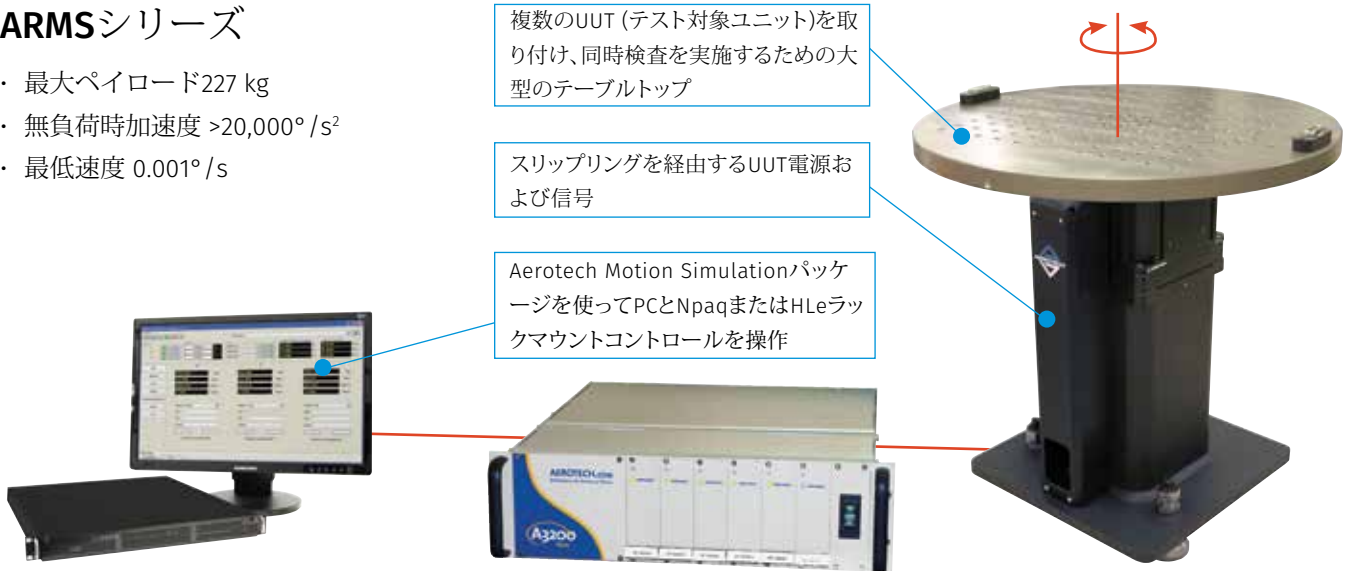 ARMSシリーズ
・ 最大ペイロード227 kg
・ 無負荷時加速度 >20,000°/s²
・ 最低速度 0.001°/s
複数のUUT (テスト対象ユニット)を取
り付け、同時検査を実施するための大
型のテーブルトップ
スリップリングを経由するUUT電源お
よび信号
Aerotech Motion Simulationパッケ
ージを使ってPCとNpaqまたはHLeラッ
クマウントコントロールを操作
AEROTECH.com
A3200